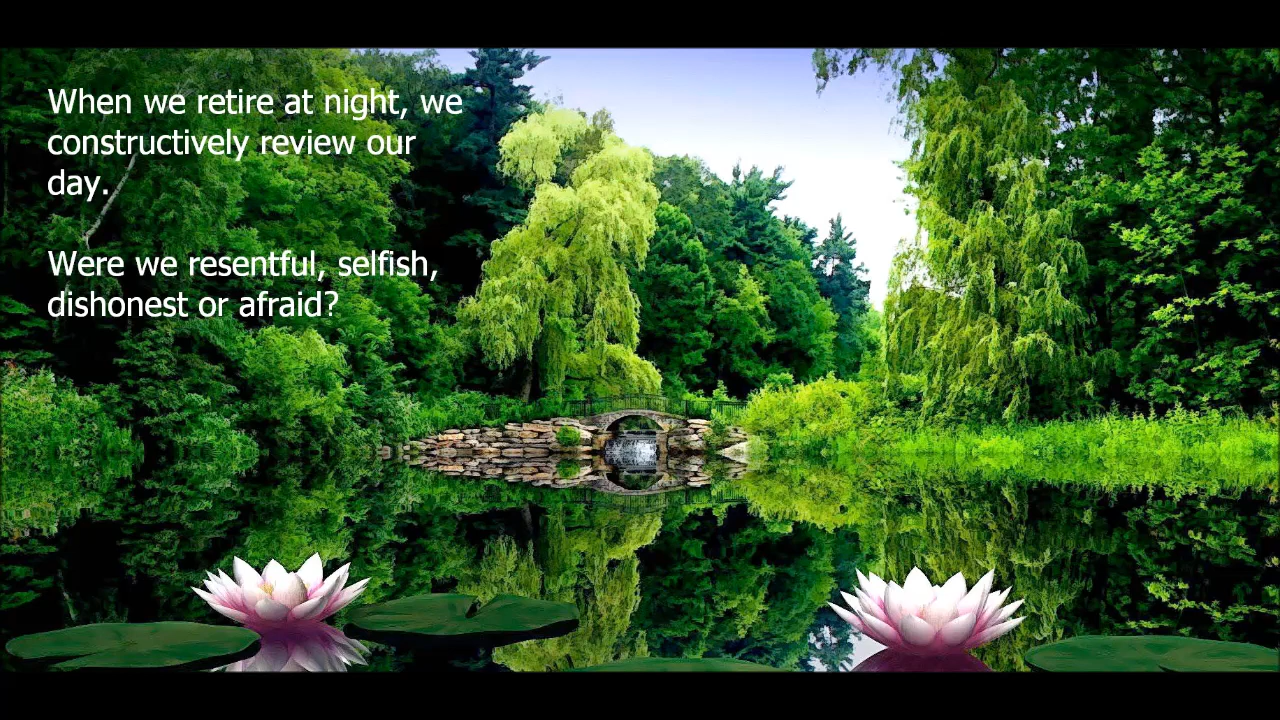 When we retire at night, we
constructively review our
day.
Were we resentful, selfish,
dishonest or afraid?